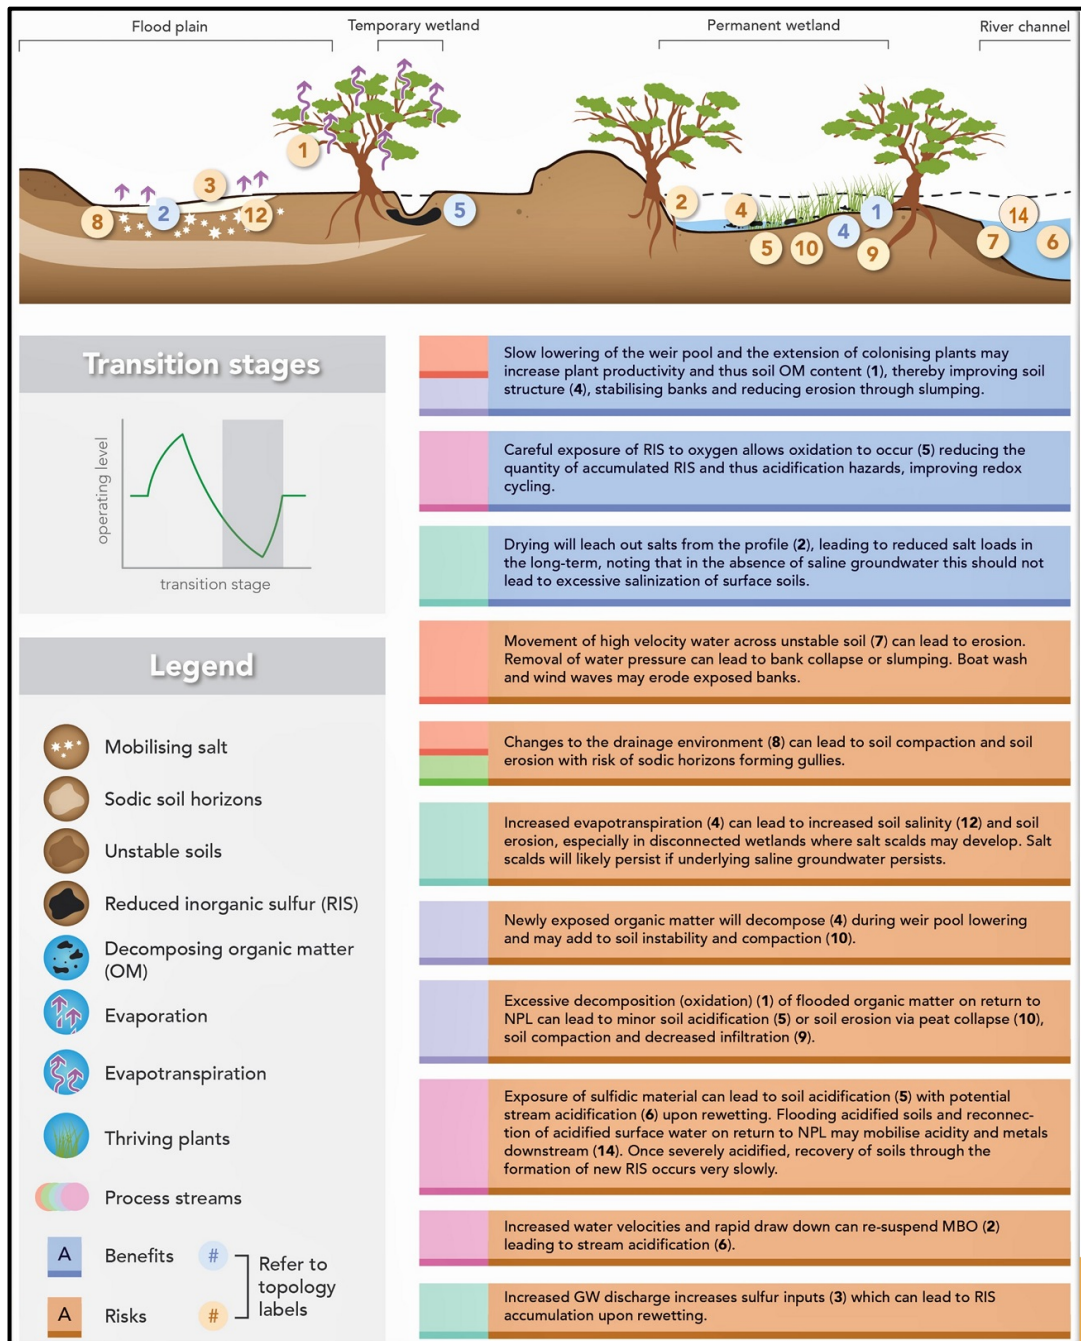 Flood plain
Temporary wetland
Permanent wetland
River channel
1
3
8
2
12
5
2
4
1
5
10
4
9
14
7
6
Transition stages
operating level
transition stage
Legend
Mobilising salt
Sodic soil horizons
Unstable soils
Reduced inorganic sulfur (RIS)
Decomposing organic matter
(OM)
Evaporation
Evapotranspiration
Thriving plants
Process streams
A Benefits #
A Risks #
Refer to
topology
labels
Slow lowering of the weir pool and the extension of colonising plants may
increase plant productivity and thus soil OM content (1), thereby improving soil
structure (4), stabilising banks and reducing erosion through slumping.
Careful exposure of RIS to oxygen allows oxidation to occur (5) reducing the
quantity of accumulated RIS and thus acidification hazards, improving redox
cycling.
Drying will leach out salts from the profile (2), leading to reduced salt loads in
the long-term, noting that in the absence of saline groundwater this should not
lead to excessive salinization of surface soils.
Movement of high velocity water across unstable soil (7) can lead to erosion.
Removal of water pressure can lead to bank collapse or slumping. Boat wash
and wind waves may erode exposed banks.
Changes to the drainage environment (8) can lead to soil compaction and soil
erosion with risk of sodic horizons forming gullies.
Increased evapotranspiration (4) can lead to increased soil salinity (12) and soil
erosion, especially in disconnected wetlands where salt scalds may develop. Salt
scalds will likely persist if underlying saline groundwater persists.
Newly exposed organic matter will decompose (4) during weir pool lowering
and may add to soil instability and compaction (10).
Excessive decomposition (oxidation) (1) of flooded organic matter on return to
NPL can lead to minor soil acidification (5) or soil erosion via peat collapse (10),
soil compaction and decreased infiltration (9).
Exposure of sulfidic material can lead to soil acidification (5) with potential
stream acidification (6) upon rewetting. Flooding acidified soils and reconnec-
tion of acidified surface water on return to NPL may mobilise acidity and metals
downstream (14). Once severely acidified, recovery of soils through the
formation of new RIS occurs very slowly.
Increased water velocities and rapid draw down can re-suspend MBO (2)
leading to stream acidification (6).
Increased GW discharge increases sulfur inputs (3) which can lead to RIS
accumulation upon rewetting.